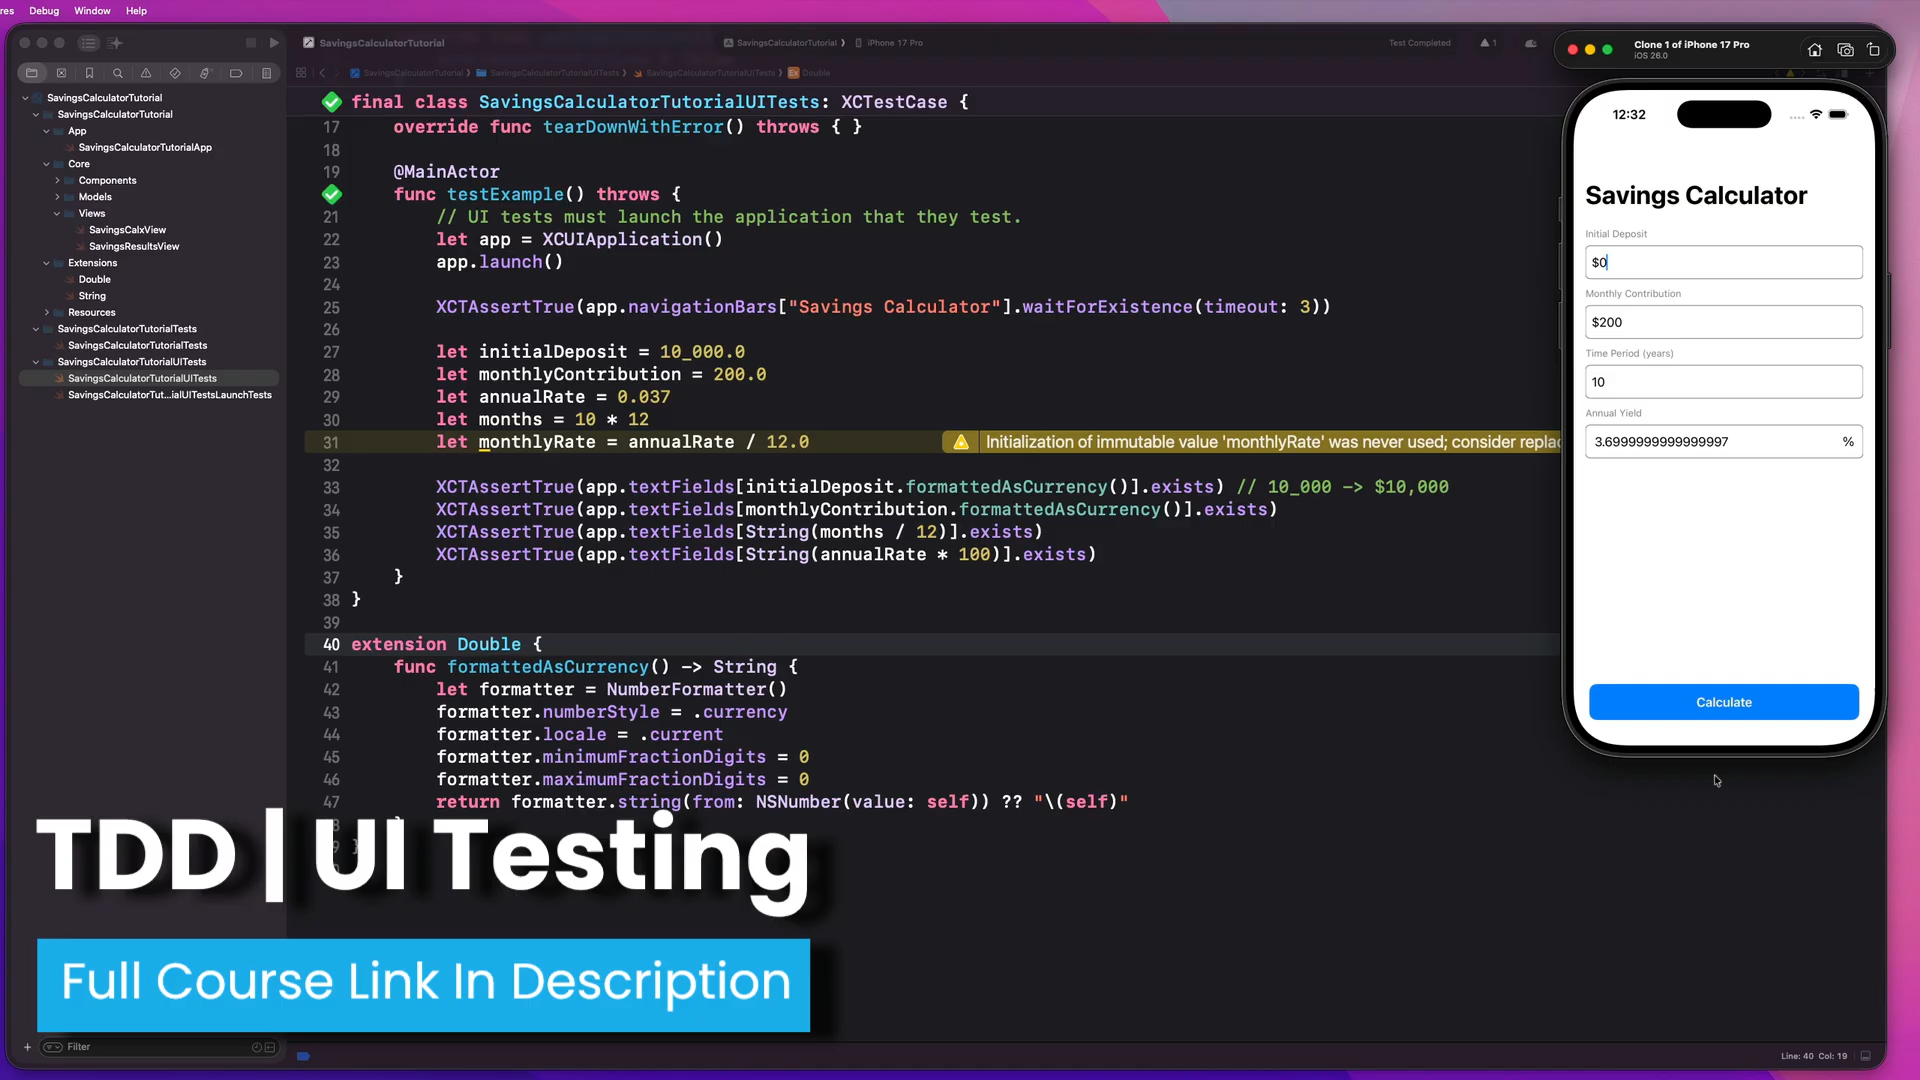 res Debug Window Help
SavingsCalculatorTutorial
SavingsCalculatorTutorial
iPhone 17 Pro
Test Completed
1
SavingsCalculatorTutorial
SavingsCalculatorTutorialUITests
SavingsCalculatorTutorialUITests
Ex Double
SavingsCalculatorTutorial
SavingsCalculatorTutorial
App
SavingsCalculatorTutorialApp
Core
Components
Models
Views
SavingsCalxView
SavingsResultsView
Extensions
Double
String
Resources
SavingsCalculatorTutorialTests
SavingsCalculatorTutorialTests
SavingsCalculatorTutorialUITests
SavingsCalculatorTutorialUITests
SavingsCalculatorTut...ialUITestsLaunchTests
Filter
final class SavingsCalculatorTutorialUITests: XCTestCase {
17 override func tearDownWithError() throws { }
18
19 @MainActor
func testExample() throws {
21 // UI tests must launch the application that they test.
22 let app = XCUIApplication()
23 app.launch()
24
25 XCTAssertTrue(app.navigationBars["Savings Calculator"].waitForExistence(timeout: 3))
26
27 let initialDeposit = 10_000.0
28 let monthlyContribution = 200.0
29 let annualRate = 0.037
30 let months = 10 * 12
31 let monthlyRate = annualRate / 12.0 Initialization of immutable value 'monthlyRate' was never used; consider replac
32
33 XCTAssertTrue(app.textFields[initialDeposit.formattedAsCurrency()].exists) // 10_000 -> $10,000
34 XCTAssertTrue(app.textFields[monthlyContribution.formattedAsCurrency()].exists)
35 XCTAssertTrue(app.textFields[String(months / 12)].exists)
36 XCTAssertTrue(app.textFields[String(annualRate * 100)].exists)
37 }
38 }
39
40 extension Double {
41 func formattedAsCurrency() -> String {
42 let formatter = NumberFormatter()
43 formatter.numberStyle = .currency
44 formatter.locale = .current
45 formatter.minimumFractionDigits = 0
46 formatter.maximumFractionDigits = 0
47 return formatter.string(from: NSNumber(value: self)) ?? "\(self)"
TDD | UI Testing
Full Course Link In Description
Clone 1 of iPhone 17 Pro
iOS 26.0
12:32
Savings Calculator
Initial Deposit
$0
Monthly Contribution
$200
Time Period (years)
10
Annual Yield
3.6999999999999997 %
Calculate
Line: 40 Col: 19